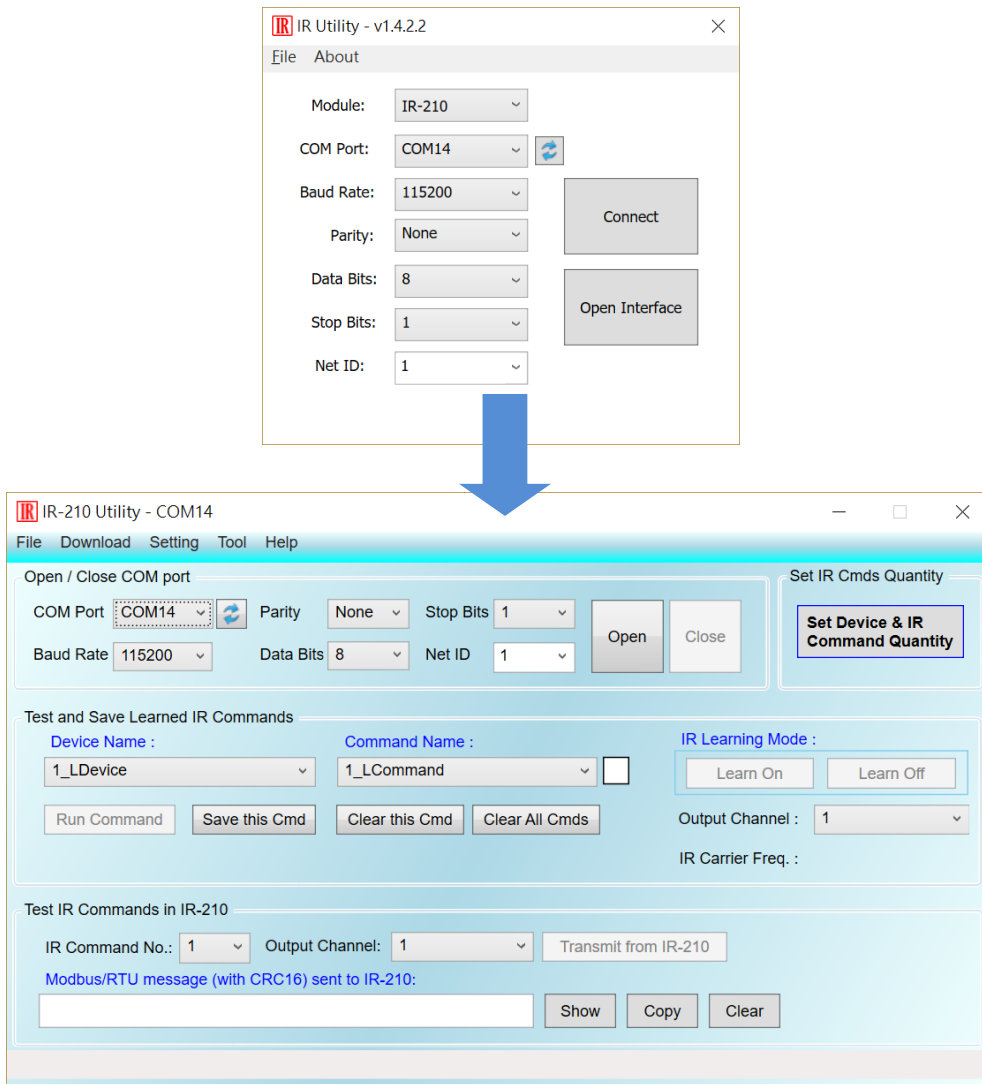 IR IR Utility - v1.4.2.2
File About
Module: IR-210
COM Port: COM14
Baud Rate: 115200
Connect
Parity: None
Data Bits: 8
Open Interface
Stop Bits: 1
Net ID: 1
IR IR-210 Utility - COM14
File Download Setting Tool Help
Open / Close COM port
Set IR Cmds Quantity
COM Port COM14 Parity None Stop Bits 1
Open Close
Set Device & IR
Command Quantity
Baud Rate 115200 Data Bits 8 Net ID 1
Test and Save Learned IR Commands
Device Name : Command Name : IR Learning Mode :
1_LDevice 1_LCommand Learn On Learn Off
Run Command Save this Cmd Clear this Cmd Clear All Cmds Output Channel : 1
IR Carrier Freq. :
Test IR Commands in IR-210
IR Command No.: 1 Output Channel: 1 Transmit from IR-210
Modbus/RTU message (with CRC16) sent to IR-210:
Show Copy Clear